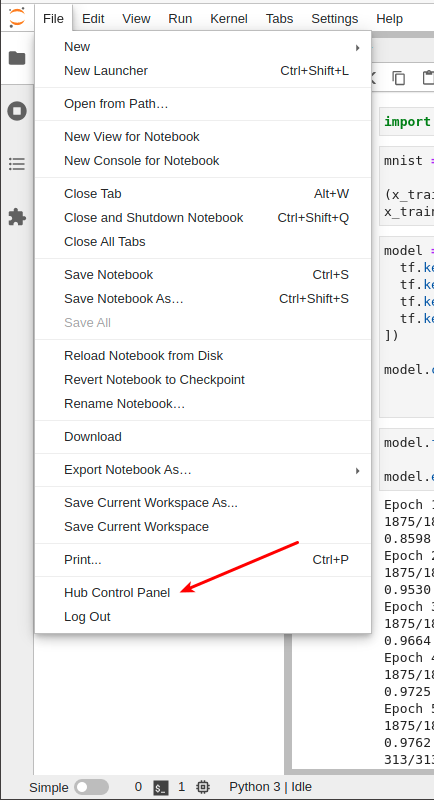 File Edit View Run Kernel Tabs Settings Help
New
New Launcher Ctrl+Shift+L
Open from Path…
New View for Notebook
New Console for Notebook
Close Tab Alt+W
Close and Shutdown Notebook Ctrl+Shift+Q
Close All Tabs
Save Notebook Ctrl+S
Save Notebook As… Ctrl+Shift+S
Save All
Reload Notebook from Disk
Revert Notebook to Checkpoint
Rename Notebook…
Download
Export Notebook As…
Save Current Workspace As...
Save Current Workspace
Print... Ctrl+P
Hub Control Panel
Log Out
import
mnist =
(x_trai
x_train
model =
tf.ke
tf.ke
tf.ke
tf.ke
])
model.c
model.f
model.e
Epoch 1
1875/18
0.8598
Epoch 2
1875/18
0.9530
Epoch 3
1875/18
0.9664
Epoch 4
1875/18
0.9725
Epoch 5
1875/18
0.9762
313/313
Simple 0 1 Python 3 | Idle